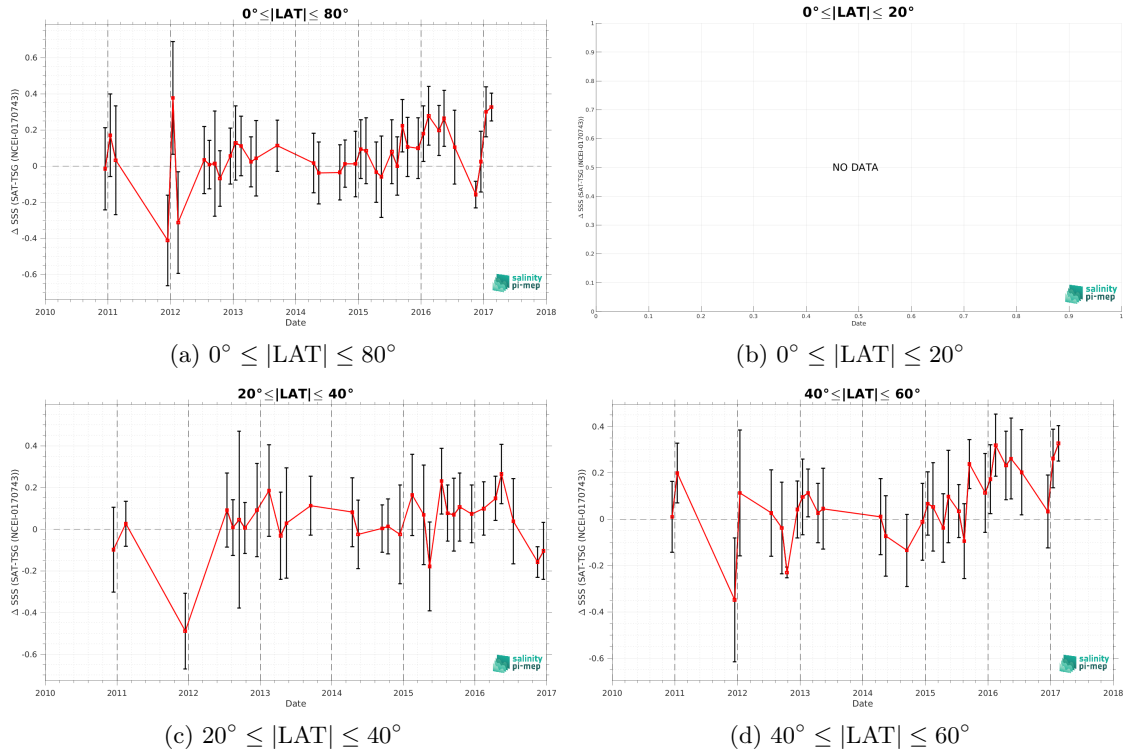 0°≤|LAT|≤ 80°
Δ SSS (SAT-TSG (NCEI-0170743))
0.6
0.4
0.2
0
-0.2
-0.4
-0.6
2010 2011 2012 2013 2014 2015 2016 2017 2018
Date
salinity
pi-mep
(a) 0° ≤ |LAT| ≤ 80°
0°≤|LAT|≤ 20°
Δ SSS (SAT-TSG (NCEI-0170743))
1
0.9
0.8
0.7
0.6
0.5
0.4
0.3
0.2
0.1
0
NO DATA
0 0.1 0.2 0.3 0.4 0.5 0.6 0.7 0.8 0.9 1
Date
salinity
pi-mep
(b) 0° ≤ |LAT| ≤ 20°
20°≤|LAT|≤ 40°
Δ SSS (SAT-TSG (NCEI-0170743))
0.4
0.2
0
-0.2
-0.4
-0.6
2010 2011 2012 2013 2014 2015 2016 2017
Date
salinity
pi-mep
(c) 20° ≤ |LAT| ≤ 40°
40°≤|LAT|≤ 60°
Δ SSS (SAT-TSG (NCEI-0170743))
0.4
0.2
0
-0.2
-0.4
-0.6
2010 2011 2012 2013 2014 2015 2016 2017 2018
Date
salinity
pi-mep
(d) 40° ≤ |LAT| ≤ 60°